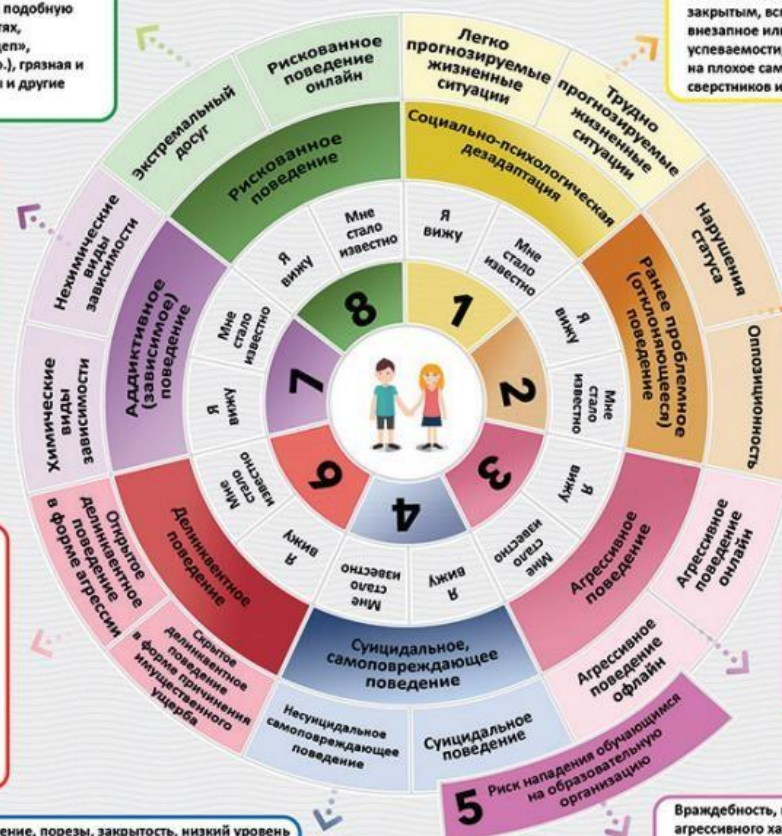 подобную
тях,
цеп»,
о.), грязная и
ы и другие
закрытым, всп
внезапное или
успеваемости,
на плохое сам
сверстников и
Рискованное
поведение
онлайн
Легко
прогнозируемые
жизненные
ситуации
Трудно
прогнозируемые
жизненные
ситуации
Нарушения
статуса
Оппозиционность
Агрессивное
поведение
онлайн
Агрессивное
поведение
офлайн
5 Риск нападения обучающимся
на образовательную
организацию
Суицидальное
поведение
Несуицидальное
самоповреждающее
поведение
Скрытое
делинквентное
поведение
в форме причинения
имущественного
ущерба
Открытое
делинквентное
поведение
в форме агрессии
Химические
виды
зависимости
Нехимические
виды
зависимости
Экстремальный
досуг
Социально-психологическая
дезадаптация
Ранее проблемное
(отклоняющееся)
поведение
Агрессивное
поведение
Суицидальное,
самоповреждающее
поведение
Делинквентное
поведение
Аддиктивное
(зависимое)
поведение
Рискованное
поведение
Я
вижу
Мне
стало
известно
Я
вижу
Мне
стало
известно
Я
вижу
Мне
стало
известно
Я
вижу
Мне
стало
известно
Я
вижу
Мне
стало
известно
Я
вижу
Мне
стало
известно
Я
вижу
Мне
стало
известно
1
2
3
4
6
7
8
ение, порезы, закрытость, низкий уровень
Враждебность,
агрессивного ха